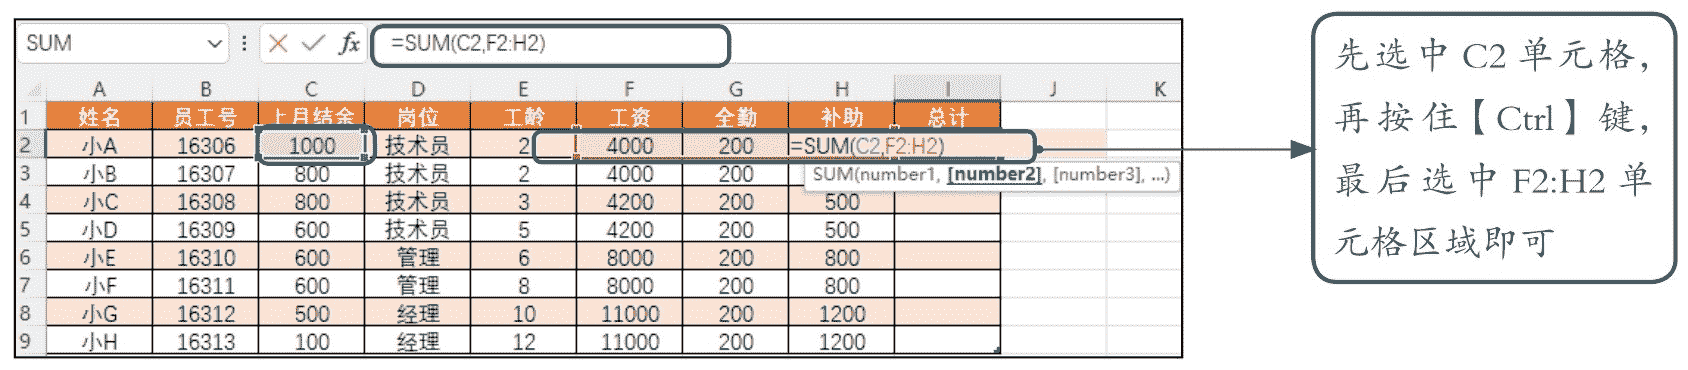 SUM
fx
=SUM(C2,F2:H2)
A B C D E F G H I J K
1 姓名 员工号 上月结余 岗位 工龄 工资 全勤 补助 总计
2 小A 16306 1000 技术员 2 4000 200 =SUM(C2,F2:H2)
3 小B 16307 800 技术员 2 4000 200 SUM(number1, [number2], [number3], ...)
4 小C 16308 800 技术员 3 4200 200 500
5 小D 16309 600 技术员 5 4200 200 500
6 小E 16310 600 管理 6 8000 200 800
7 小F 16311 600 管理 8 8000 200 800
8 小G 16312 500 经理 10 11000 200 1200
9 小H 16313 100 经理 12 11000 200 1200
先选中 C2 单元格,
再按住【Ctrl】键,
最后选中 F2:H2 单
元格区域即可